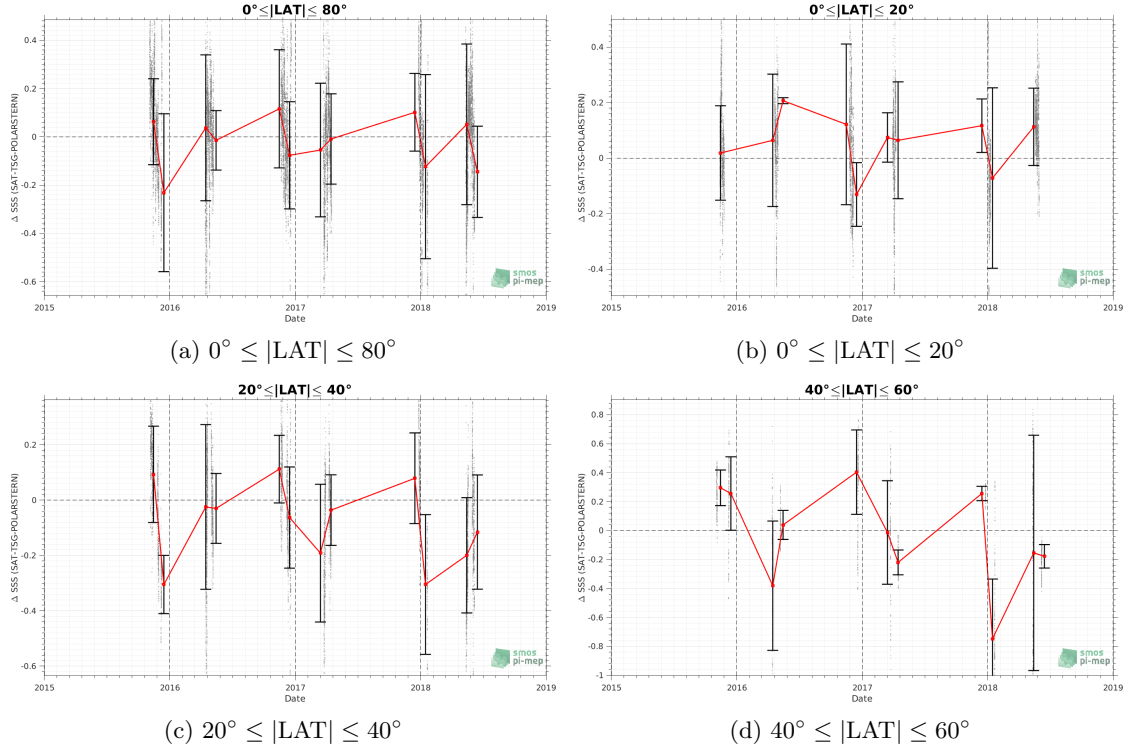 0°≤|LAT|≤ 80°
Δ SSS (SAT-TSG-POLARSTERN)
0.4
0.2
0
-0.2
-0.4
-0.6
2015
2016
2017
2018
2019
Date
smos
pi-mep
(a) 0° ≤ |LAT| ≤ 80°
0°≤|LAT|≤ 20°
Δ SSS (SAT-TSG-POLARSTERN)
0.4
0.2
0
-0.2
-0.4
2015
2016
2017
2018
2019
Date
smos
pi-mep
(b) 0° ≤ |LAT| ≤ 20°
20°≤|LAT|≤ 40°
Δ SSS (SAT-TSG-POLARSTERN)
0.2
0
-0.2
-0.4
-0.6
2015
2016
2017
2018
2019
Date
smos
pi-mep
(c) 20° ≤ |LAT| ≤ 40°
40°≤|LAT|≤ 60°
Δ SSS (SAT-TSG-POLARSTERN)
0.8
0.6
0.4
0.2
0
-0.2
-0.4
-0.6
-0.8
-1
2015
2016
2017
2018
2019
Date
smos
pi-mep
(d) 40° ≤ |LAT| ≤ 60°